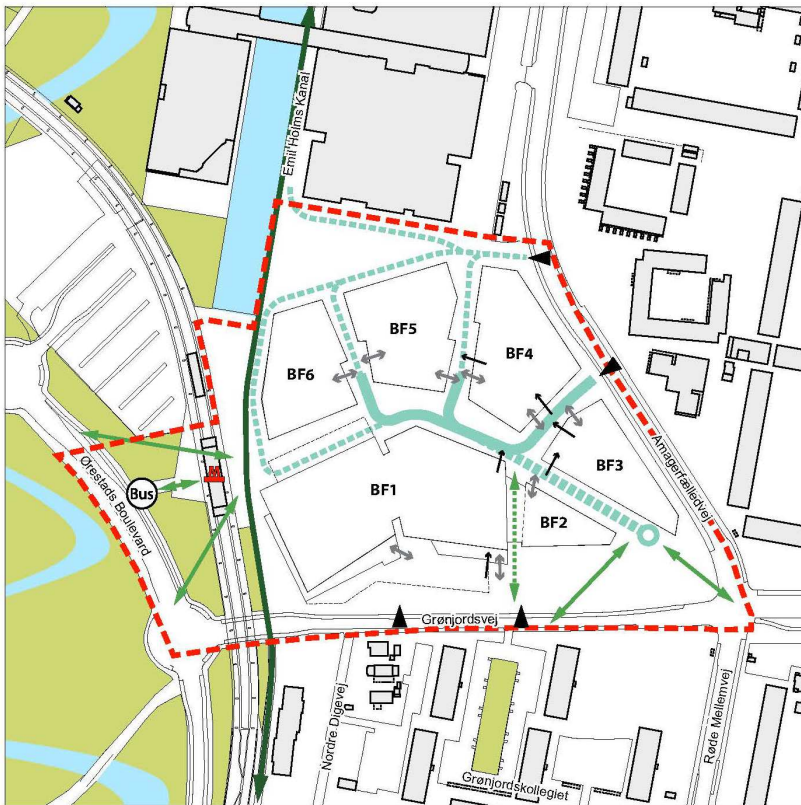 Emil Holms Kanal
BF5
BF4
BF6
BF3
Amagerfælledvej
M
Bus
BF1
BF2
Ørestads Boulevard
Grønjordsvej
Nordre Digevej
Røde Mellemvej
Grønjordskollegiet